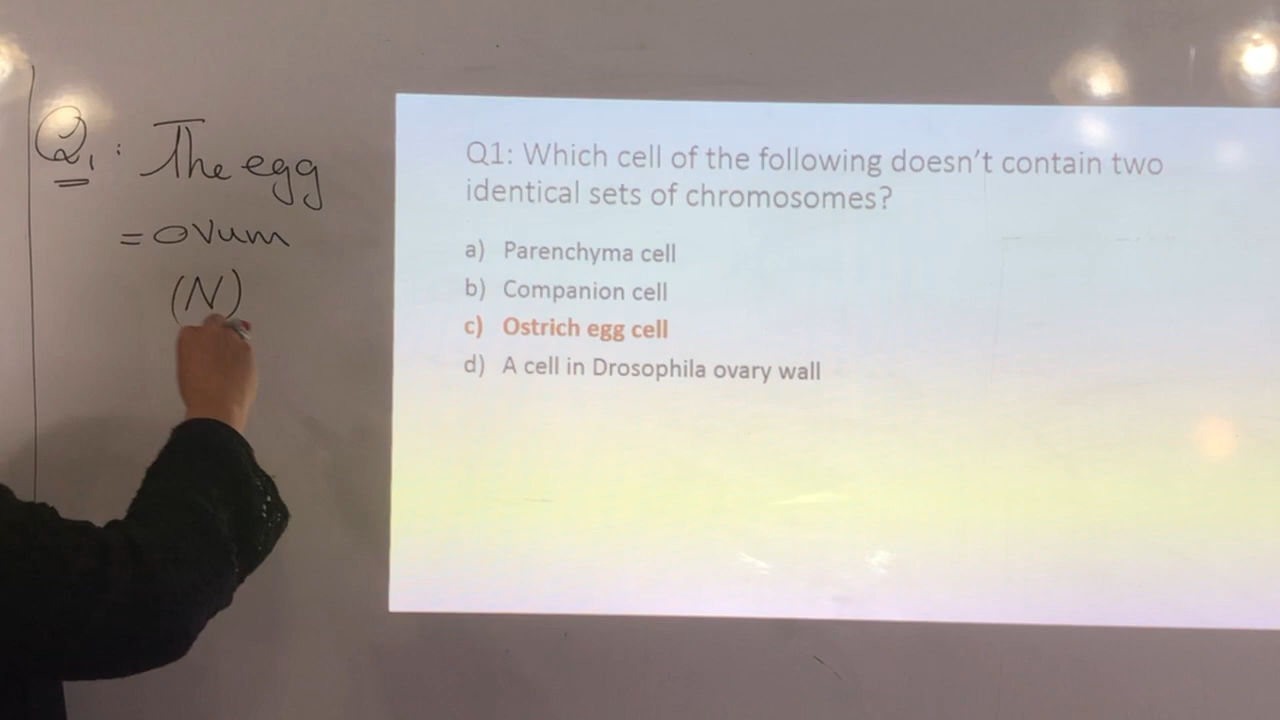 Q1: The egg
= ovum
(N)
Q1: Which cell of the following doesn't contain two
identical sets of chromosomes?
a) Parenchyma cell
b) Companion cell
c) Ostrich egg cell
d) A cell in Drosophila ovary wall